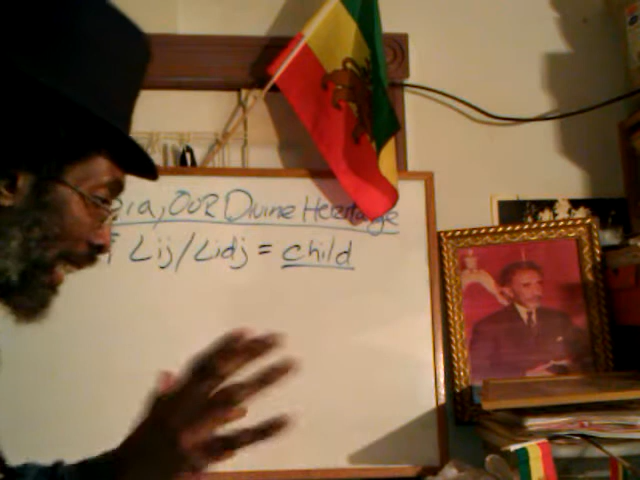 , OUR Divine Heritage
Lij/Lidj = child